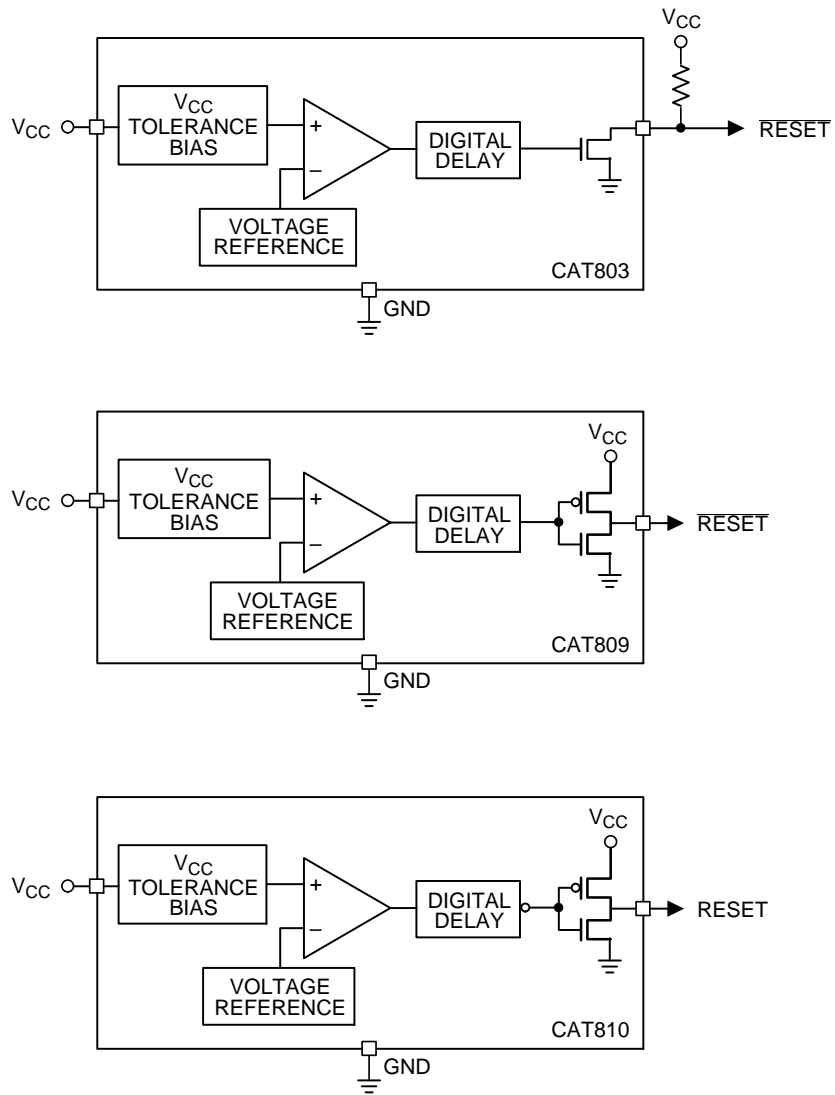 VCC
VCC
VCC
TOLERANCE
BIAS
+
−
VOLTAGE
REFERENCE
DIGITAL
DELAY
RESET
CAT803
GND
VCC
VCC
TOLERANCE
BIAS
+
−
VOLTAGE
REFERENCE
DIGITAL
DELAY
VCC
RESET
CAT809
GND
VCC
VCC
TOLERANCE
BIAS
+
−
VOLTAGE
REFERENCE
DIGITAL
DELAY
VCC
RESET
CAT810
GND